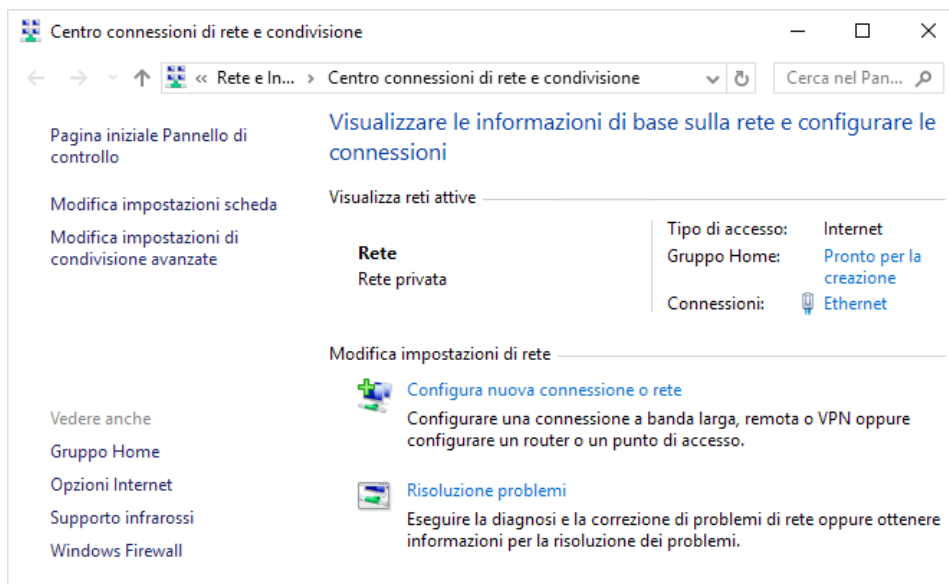 Centro connessioni di rete e condivisione
« Rete e In... › Centro connessioni di rete e condivisione
Cerca nel Pan...
Pagina iniziale Pannello di
controllo
Modifica impostazioni scheda
Modifica impostazioni di
condivisione avanzate
Vedere anche
Gruppo Home
Opzioni Internet
Supporto infrarossi
Windows Firewall
Visualizzare le informazioni di base sulla rete e configurare le
connessioni
Visualizza reti attive
Rete
Rete privata
Tipo di accesso: Internet
Gruppo Home: Pronto per la
creazione
Connessioni: Ethernet
Modifica impostazioni di rete
Configura nuova connessione o rete
Configurare una connessione a banda larga, remota o VPN oppure
configurare un router o un punto di accesso.
Risoluzione problemi
Eseguire la diagnosi e la correzione di problemi di rete oppure ottenere
informazioni per la risoluzione dei problemi.